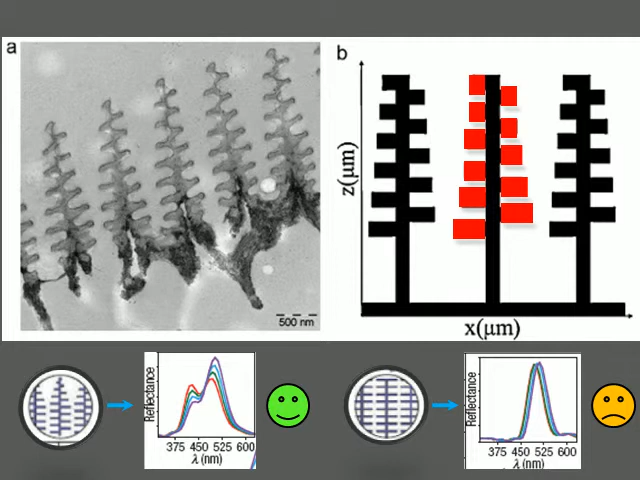 a
b
z(μm)
500 nm
x(μm)
Reflectance
375 450 525 600
λ (nm)
Reflectance
375 450 525 600
λ (nm)